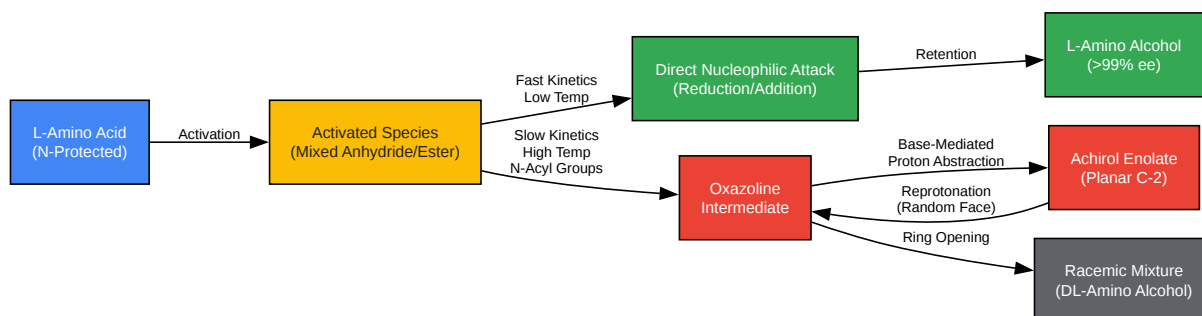 L-Amino Acid
(N-Protected)
Activation
Activated Species
(Mixed Anhydride/Ester)
Fast Kinetics
Low Temp
Slow Kinetics
High Temp
N-Acyl Groups
Direct Nucleophilic Attack
(Reduction/Addition)
Retention
L-Amino Alcohol
(>99% ee)
Oxazoline
Intermediate
Base-Mediated
Proton Abstraction
Reprotonation
(Random Face)
Ring Opening
Achirol Enolate
(Planar C-2)
Racemic Mixture
(DL-Amino Alcohol)